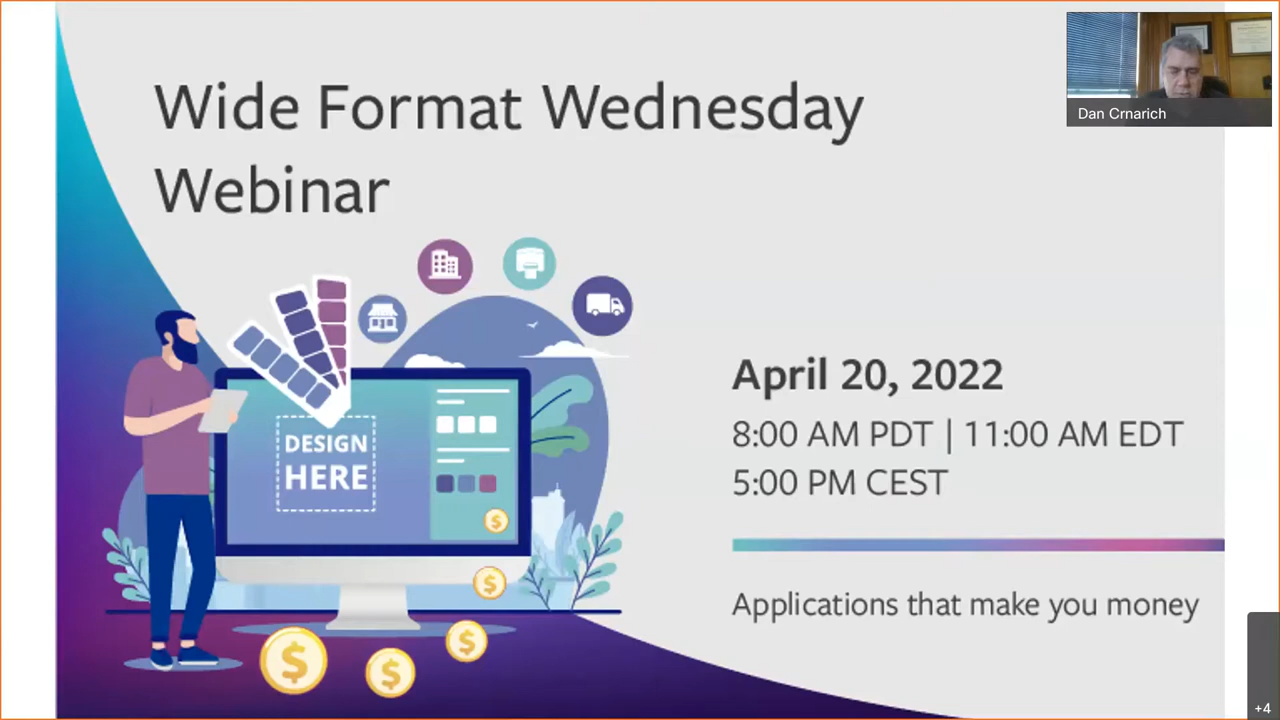 Wide Format Wednesday
Webinar
Dan Crnarich
DESIGN
HERE
$
$
$
$
$
April 20, 2022
8:00 AM PDT | 11:00 AM EDT
5:00 PM CEST
Applications that make you money
+4